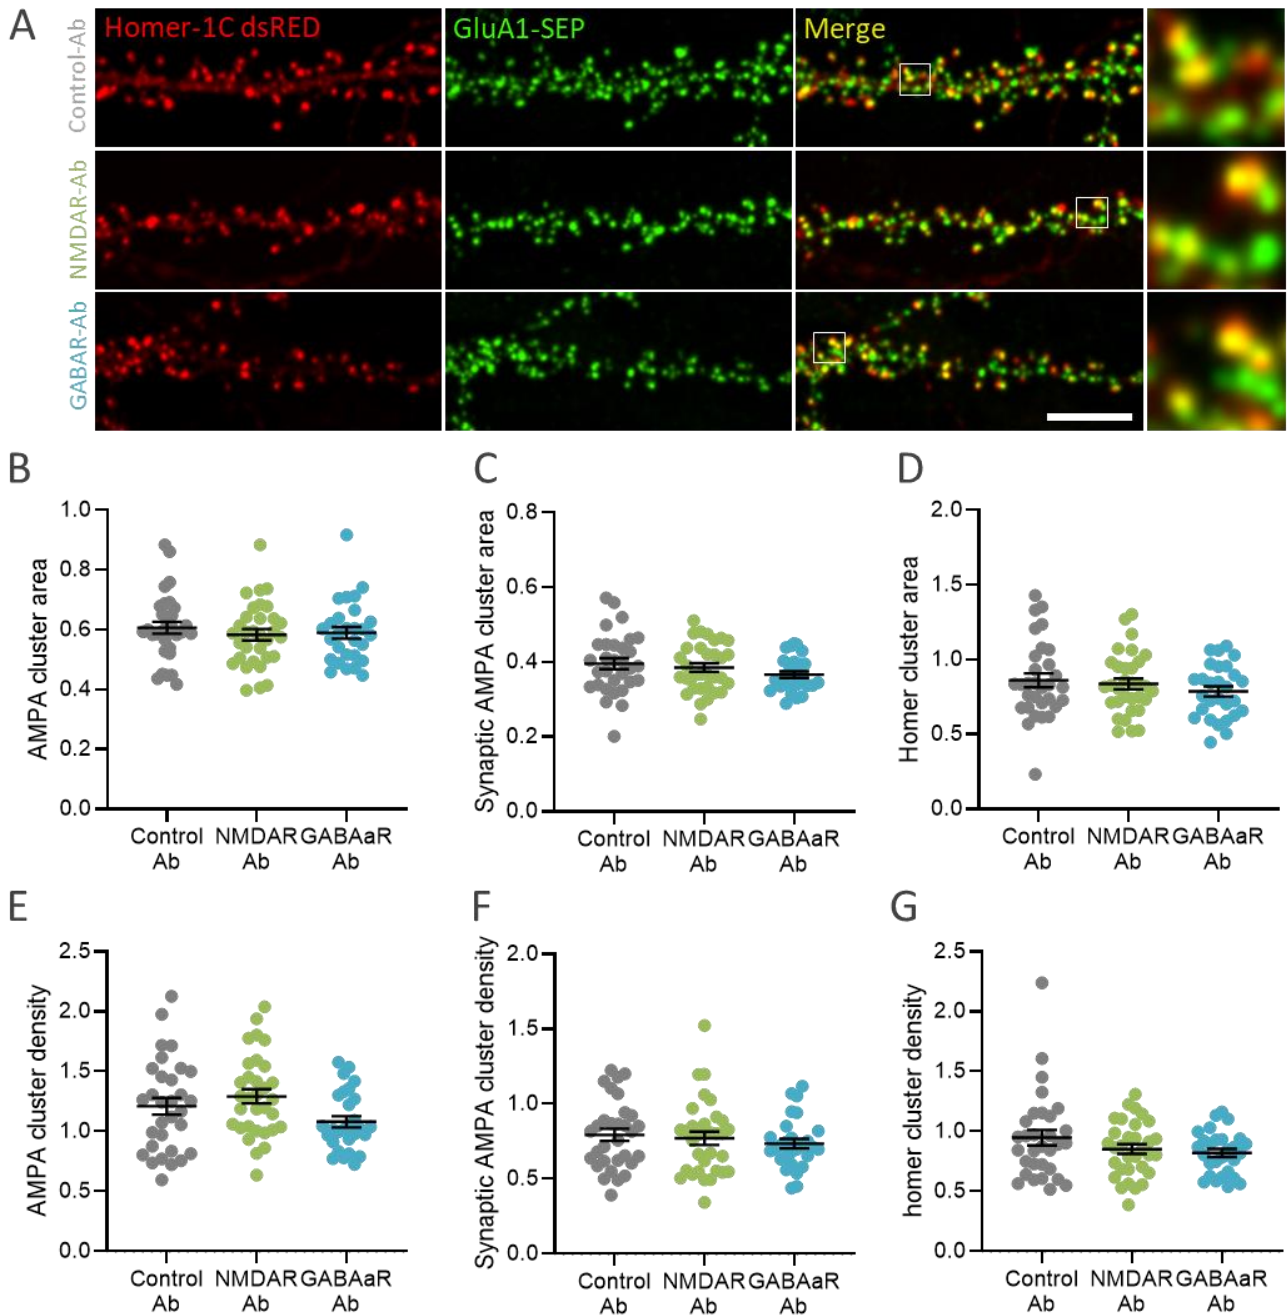 A
Homer-1C dsRED
GluA1-SEP
Merge
Control-Ab
NMDAR-Ab
GABAR-Ab
B
AMPA cluster area
1.0
0.8
0.6
0.4
0.2
0.0
Control Ab
NMDAR Ab
GABAaR Ab
C
Synaptic AMPA cluster area
0.8
0.6
0.4
0.2
0.0
Control Ab
NMDAR Ab
GABAaR Ab
D
Homer cluster area
2.0
1.5
1.0
0.5
0.0
Control Ab
NMDAR Ab
GABAaR Ab
E
AMPA cluster density
2.5
2.0
1.5
1.0
0.5
0.0
Control Ab
NMDAR Ab
GABAaR Ab
F
Synaptic AMPA cluster density
2.0
1.5
1.0
0.5
0.0
Control Ab
NMDAR Ab
GABAaR Ab
G
homer cluster density
2.5
2.0
1.5
1.0
0.5
0.0
Control Ab
NMDAR Ab
GABAaR Ab